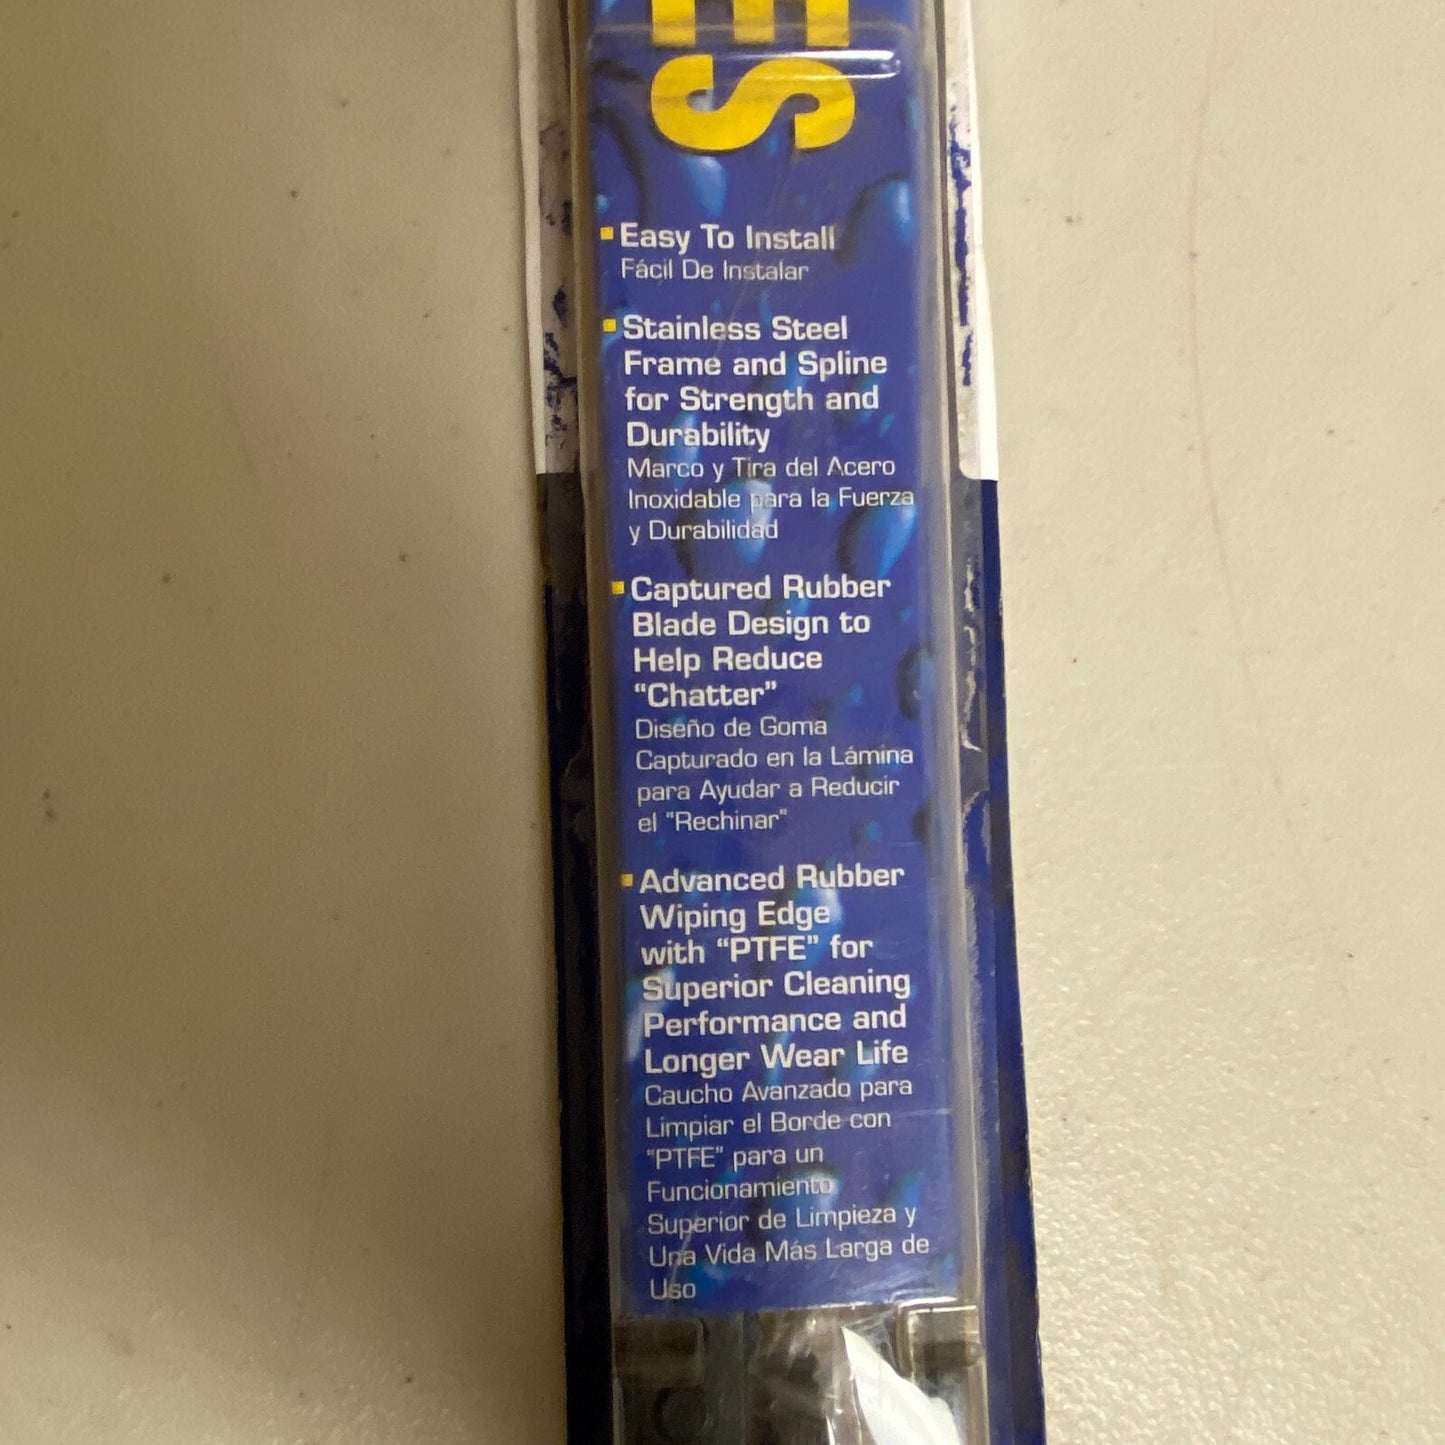 ES
Easy To Install
Fácil De Instalar
Stainless Steel
Frame and Spline
for Strength and
Durability
Marco y Tira del Acero
Inoxidable para la Fuerza
y Durabilidad
Captured Rubber
Blade Design to
Help Reduce
“Chatter”
Diseño de Goma
Capturado en la Lámina
para Ayudar a Reducir
el “Rechinar”
Advanced Rubber
Wiping Edge
with “PTFE” for
Superior Cleaning
Performance and
Longer Wear Life
Caucho Avanzado para
Limpiar el Borde con
“PTFE” para un
Funcionamiento
Superior de Limpieza y
Una Vida Más Larga de
Uso